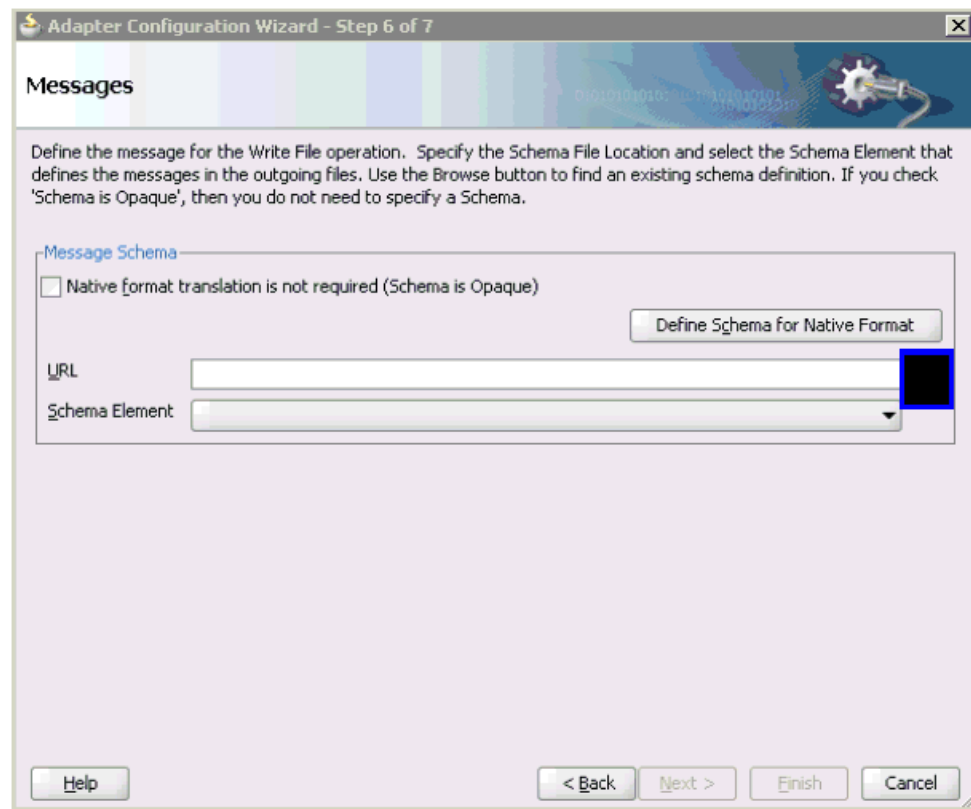 Adapter Configuration Wizard - Step 6 of 7
Messages
Define the message for the Write File operation. Specify the Schema File Location and select the Schema Element that
defines the messages in the outgoing files. Use the Browse button to find an existing schema definition. If you check
'Schema is Opaque', then you do not need to specify a Schema.
Message Schema
Native format translation is not required (Schema is Opaque)
Define Schema for Native Format
URL
Schema Element
Help
< Back
Next >
Finish
Cancel